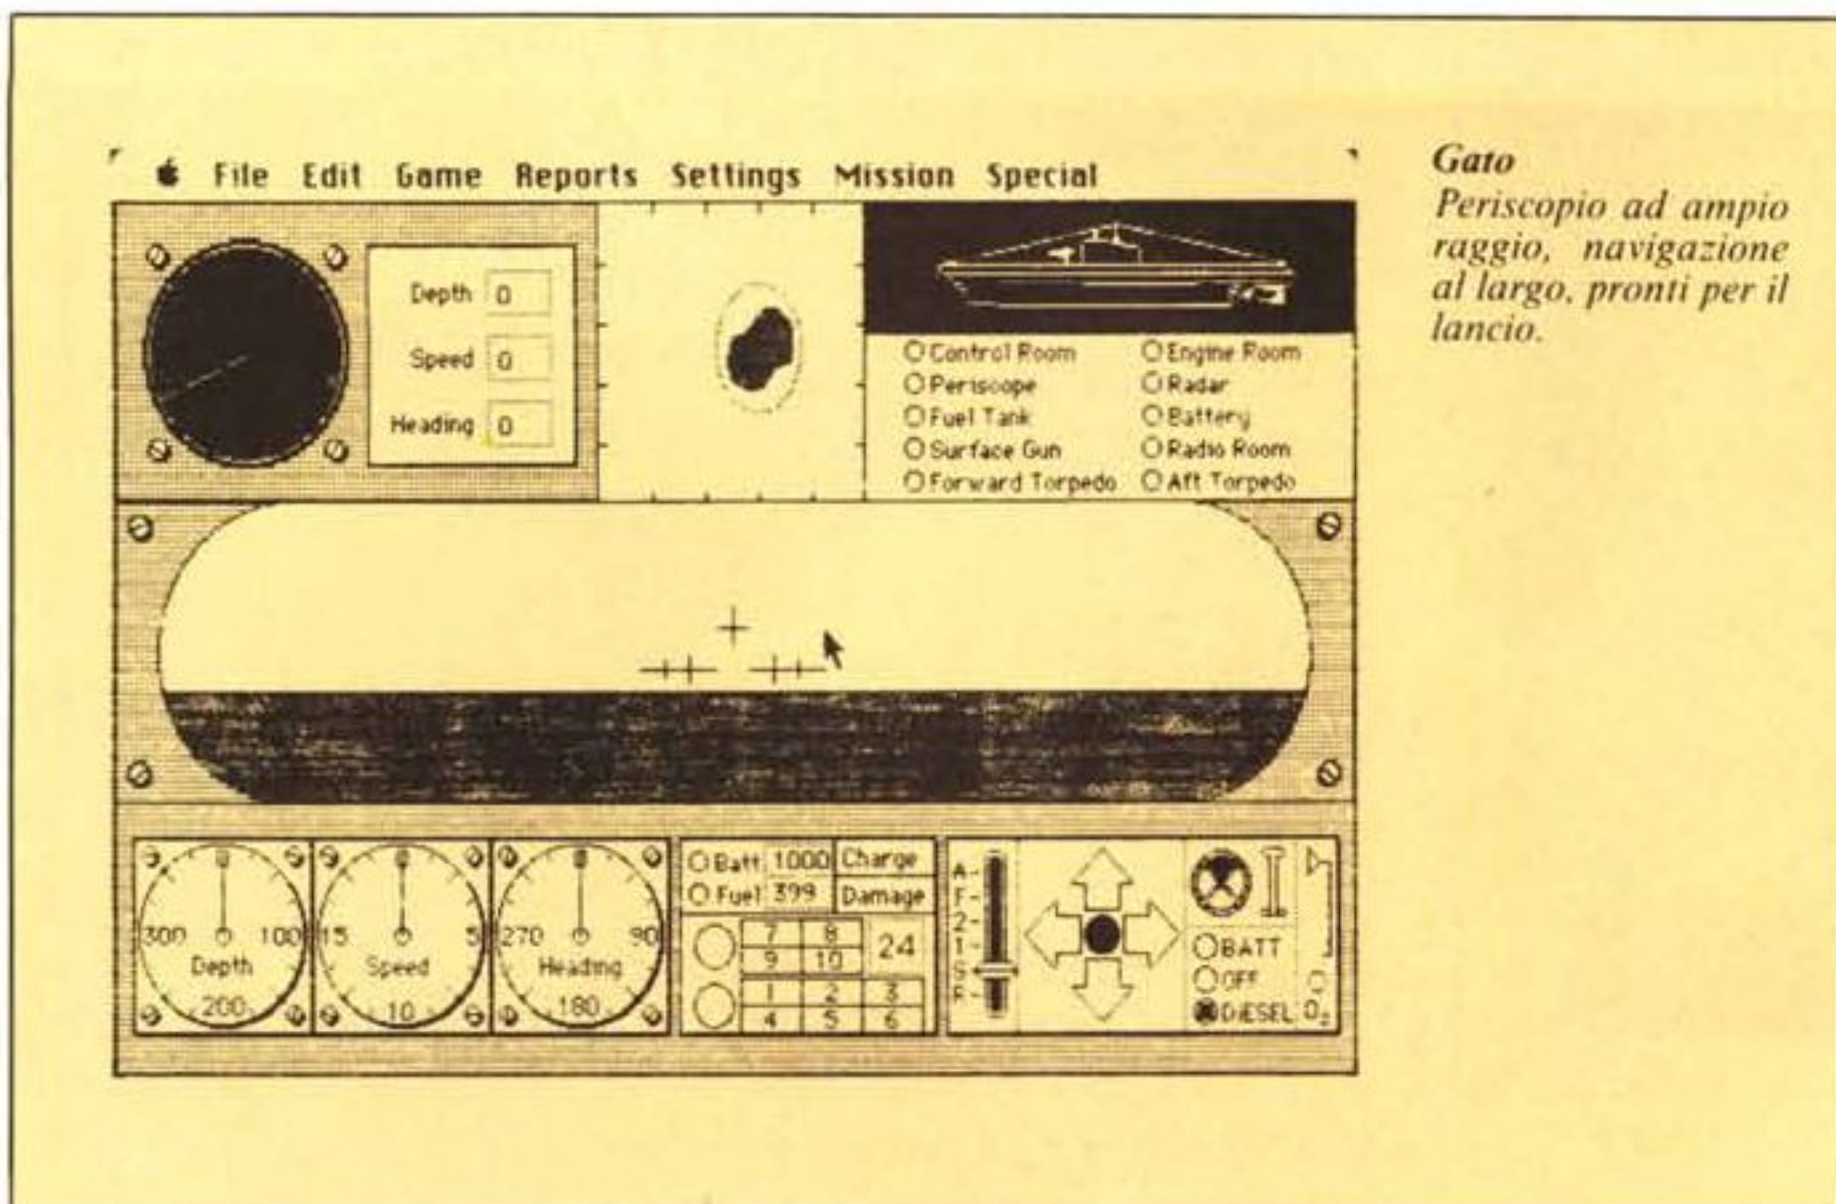 File Edit Game Reports Settings Mission Special
Depth 0
Speed 0
Heading 0
Control Room Engine Room
Periscope Radar
Fuel Tank Battery
Surface Gun Radio Room
Forward Torpedo Aft Torpedo
0
300 100
Depth
200
0
15 5
Speed
10
0
270 90
Heading
180
Batt 1000 Charge
Fuel 399 Damage
7 8
9 10
24
1 2 3
4 5 6
A
F
2
1
S
R
BATT
OFF
DIESEL O₂
Gato
Periscopio ad ampio
raggio, navigazione
al largo, pronti per il
lancio.